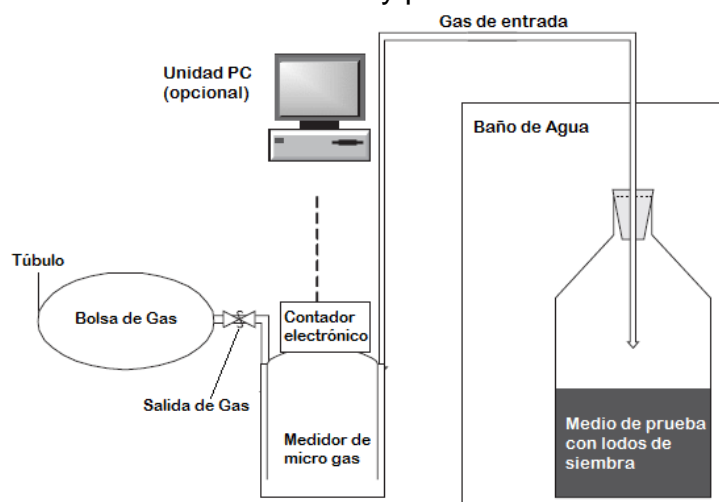 y p
Gas de entrada
Unidad PC
(opcional)
Baño de Agua
Túbulo
Bolsa de Gas
Contador
electrónico
Salida de Gas
Medidor de
micro gas
Medio de prueba
con lodos de
siembra